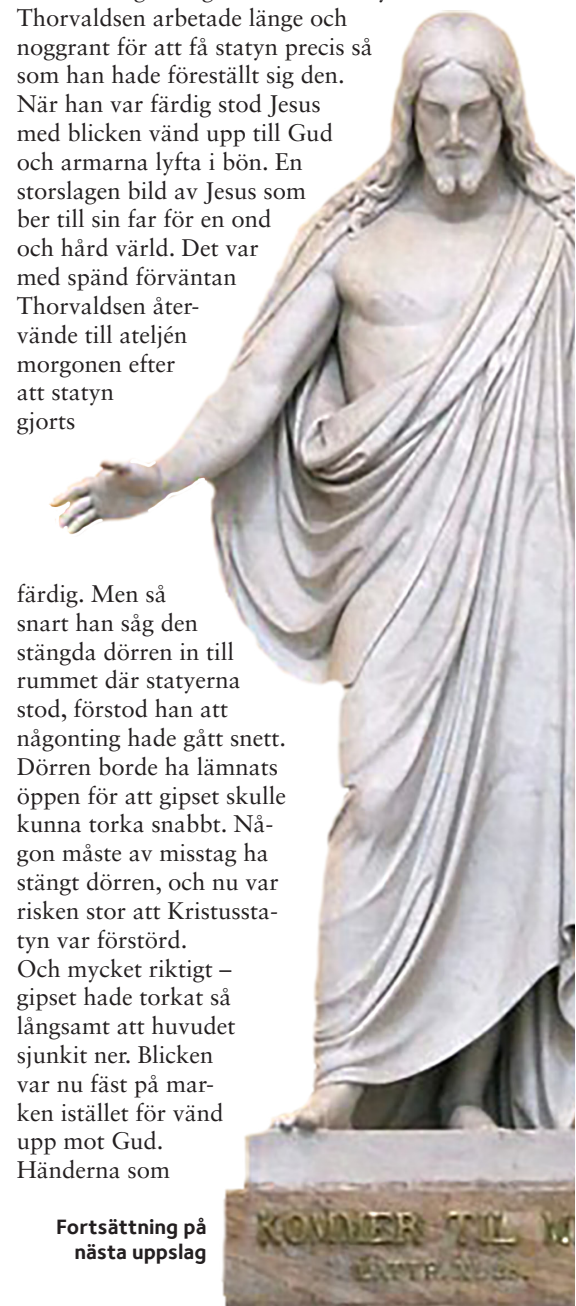 Thorvaldsen arbetade länge och
noggrant för att få statyn precis så
som han hade föreställt sig den.
När han var färdig stod Jesus
med blicken vänd upp till Gud
och armarna lyfta i bön. En
storslagen bild av Jesus som
ber till sin far för en ond
och hård värld. Det var
med spänd förväntan
Thorvaldsen åter-
vände till ateljén
morgonen efter
att statyn
gjorts
färdig. Men så
snart han såg den
stängda dörren in till
rummet där statyerna
stod, förstod han att
någonting hade gått snett.
Dörren borde ha lämnats
öppen för att gipset skulle
kunna torka snabbt. Nå-
gon måste av misstag ha
stängt dörren, och nu var
risken stor att Kristussta-
tyn var förstörd.
Och mycket riktigt –
gipset hade torkat så
långsamt att huvudet
sjunkit ner. Blicken
var nu fäst på mar-
ken istället för vänd
upp mot Gud.
Händerna som
Fortsättning på
nästa uppslag
KOMMER TIL